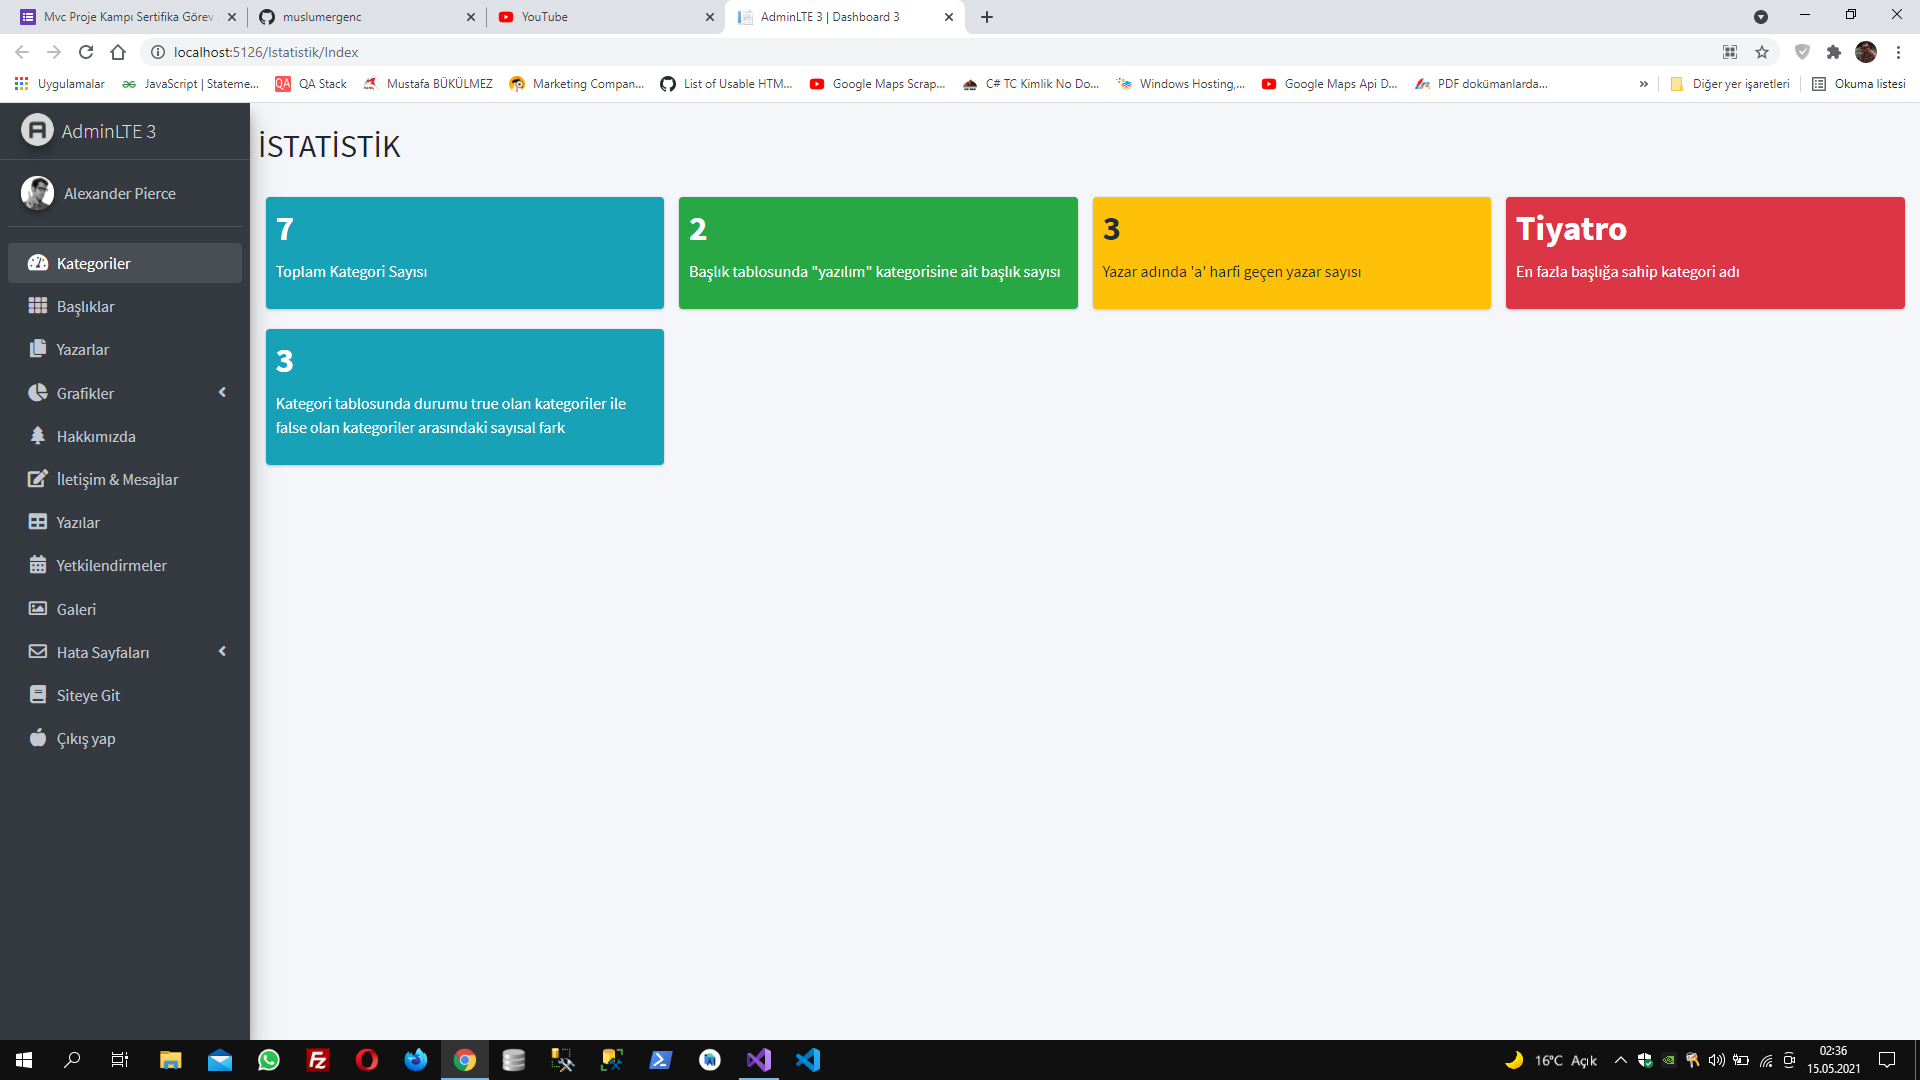 Mvc Proje Kampı Sertifika Görev
muslumergenc
YouTube
AdminLTE 3 | Dashboard 3
localhost:5126/Istatistik/Index
Uygulamalar
JavaScript | Stateme...
QA QA Stack
Mustafa BÜKÜLMEZ
Marketing Compan...
List of Usable HTM...
Google Maps Scrap...
C# TC Kimlik No Do...
Windows Hosting,...
Google Maps Api D...
PDF dokümanlarda...
»
Diğer yer işaretleri
Okuma listesi
AdminLTE 3
Alexander Pierce
Kategoriler
Başlıklar
Yazarlar
Grafikler
Hakkımızda
İletişim & Mesajlar
Yazılar
Yetkilendirmeler
Galeri
Hata Sayfaları
Siteye Git
Çıkış yap
İSTATİSTİK
7
Toplam Kategori Sayısı
2
Başlık tablosunda "yazılım" kategorisine ait başlık sayısı
3
Yazar adında 'a' harfi geçen yazar sayısı
Tiyatro
En fazla başlığa sahip kategori adı
3
Kategori tablosunda durumu true olan kategoriler ile
false olan kategoriler arasındaki sayısal fark
16°C Açık
02:36
15.05.2021